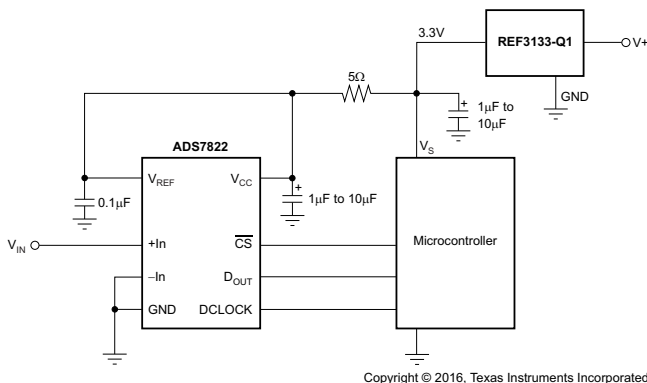 REF3133-Q1
3.3V
V+
GND
5Ω
1μF to
10μF
V_S
ADS7822
V_REF
V_CC
0.1μF
1μF to 10μF
V_IN
+In
C̅S̅
Microcontroller
–In
D_OUT
GND
DCLOCK
Copyright © 2016, Texas Instruments Incorporated